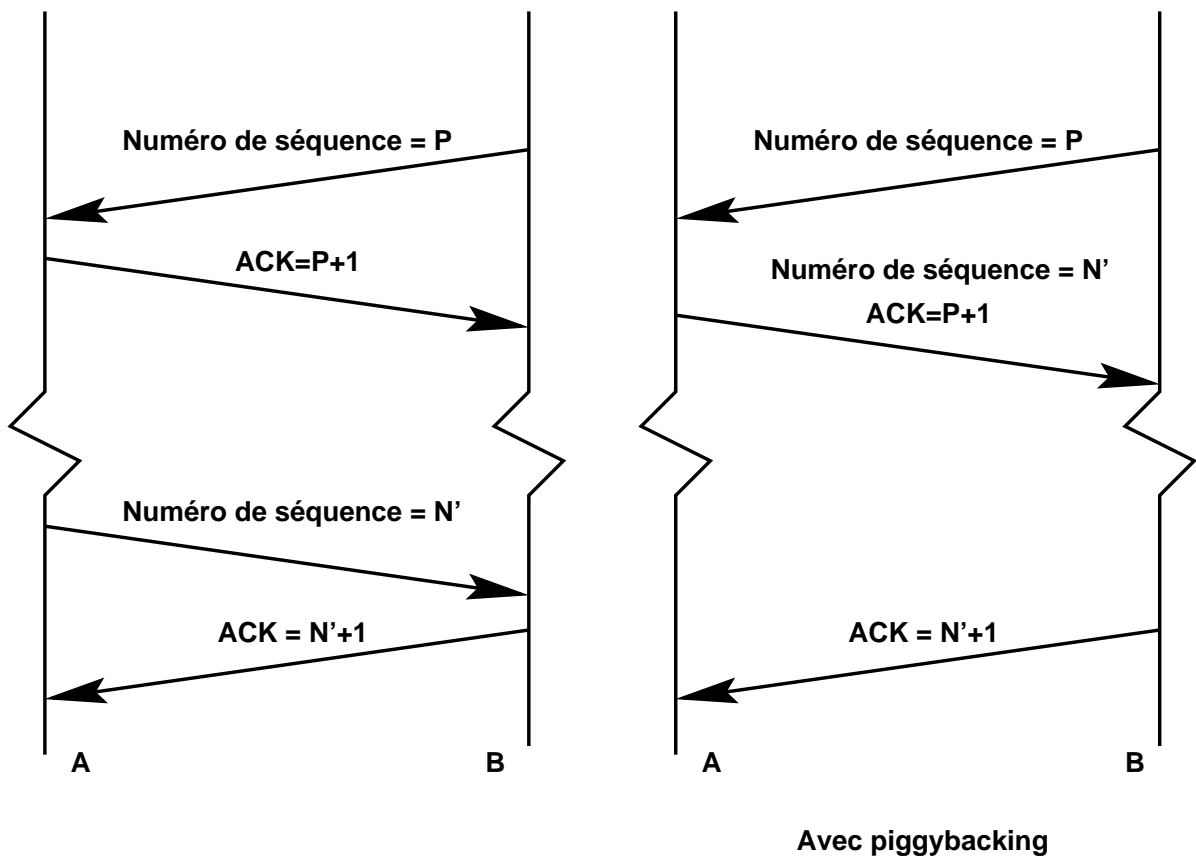 Numéro de séquence = P
ACK=P+1
Numéro de séquence = N’
ACK = N’+1
A
B
Numéro de séquence = P
Numéro de séquence = N’
ACK=P+1
ACK = N’+1
A
B
Avec piggybacking